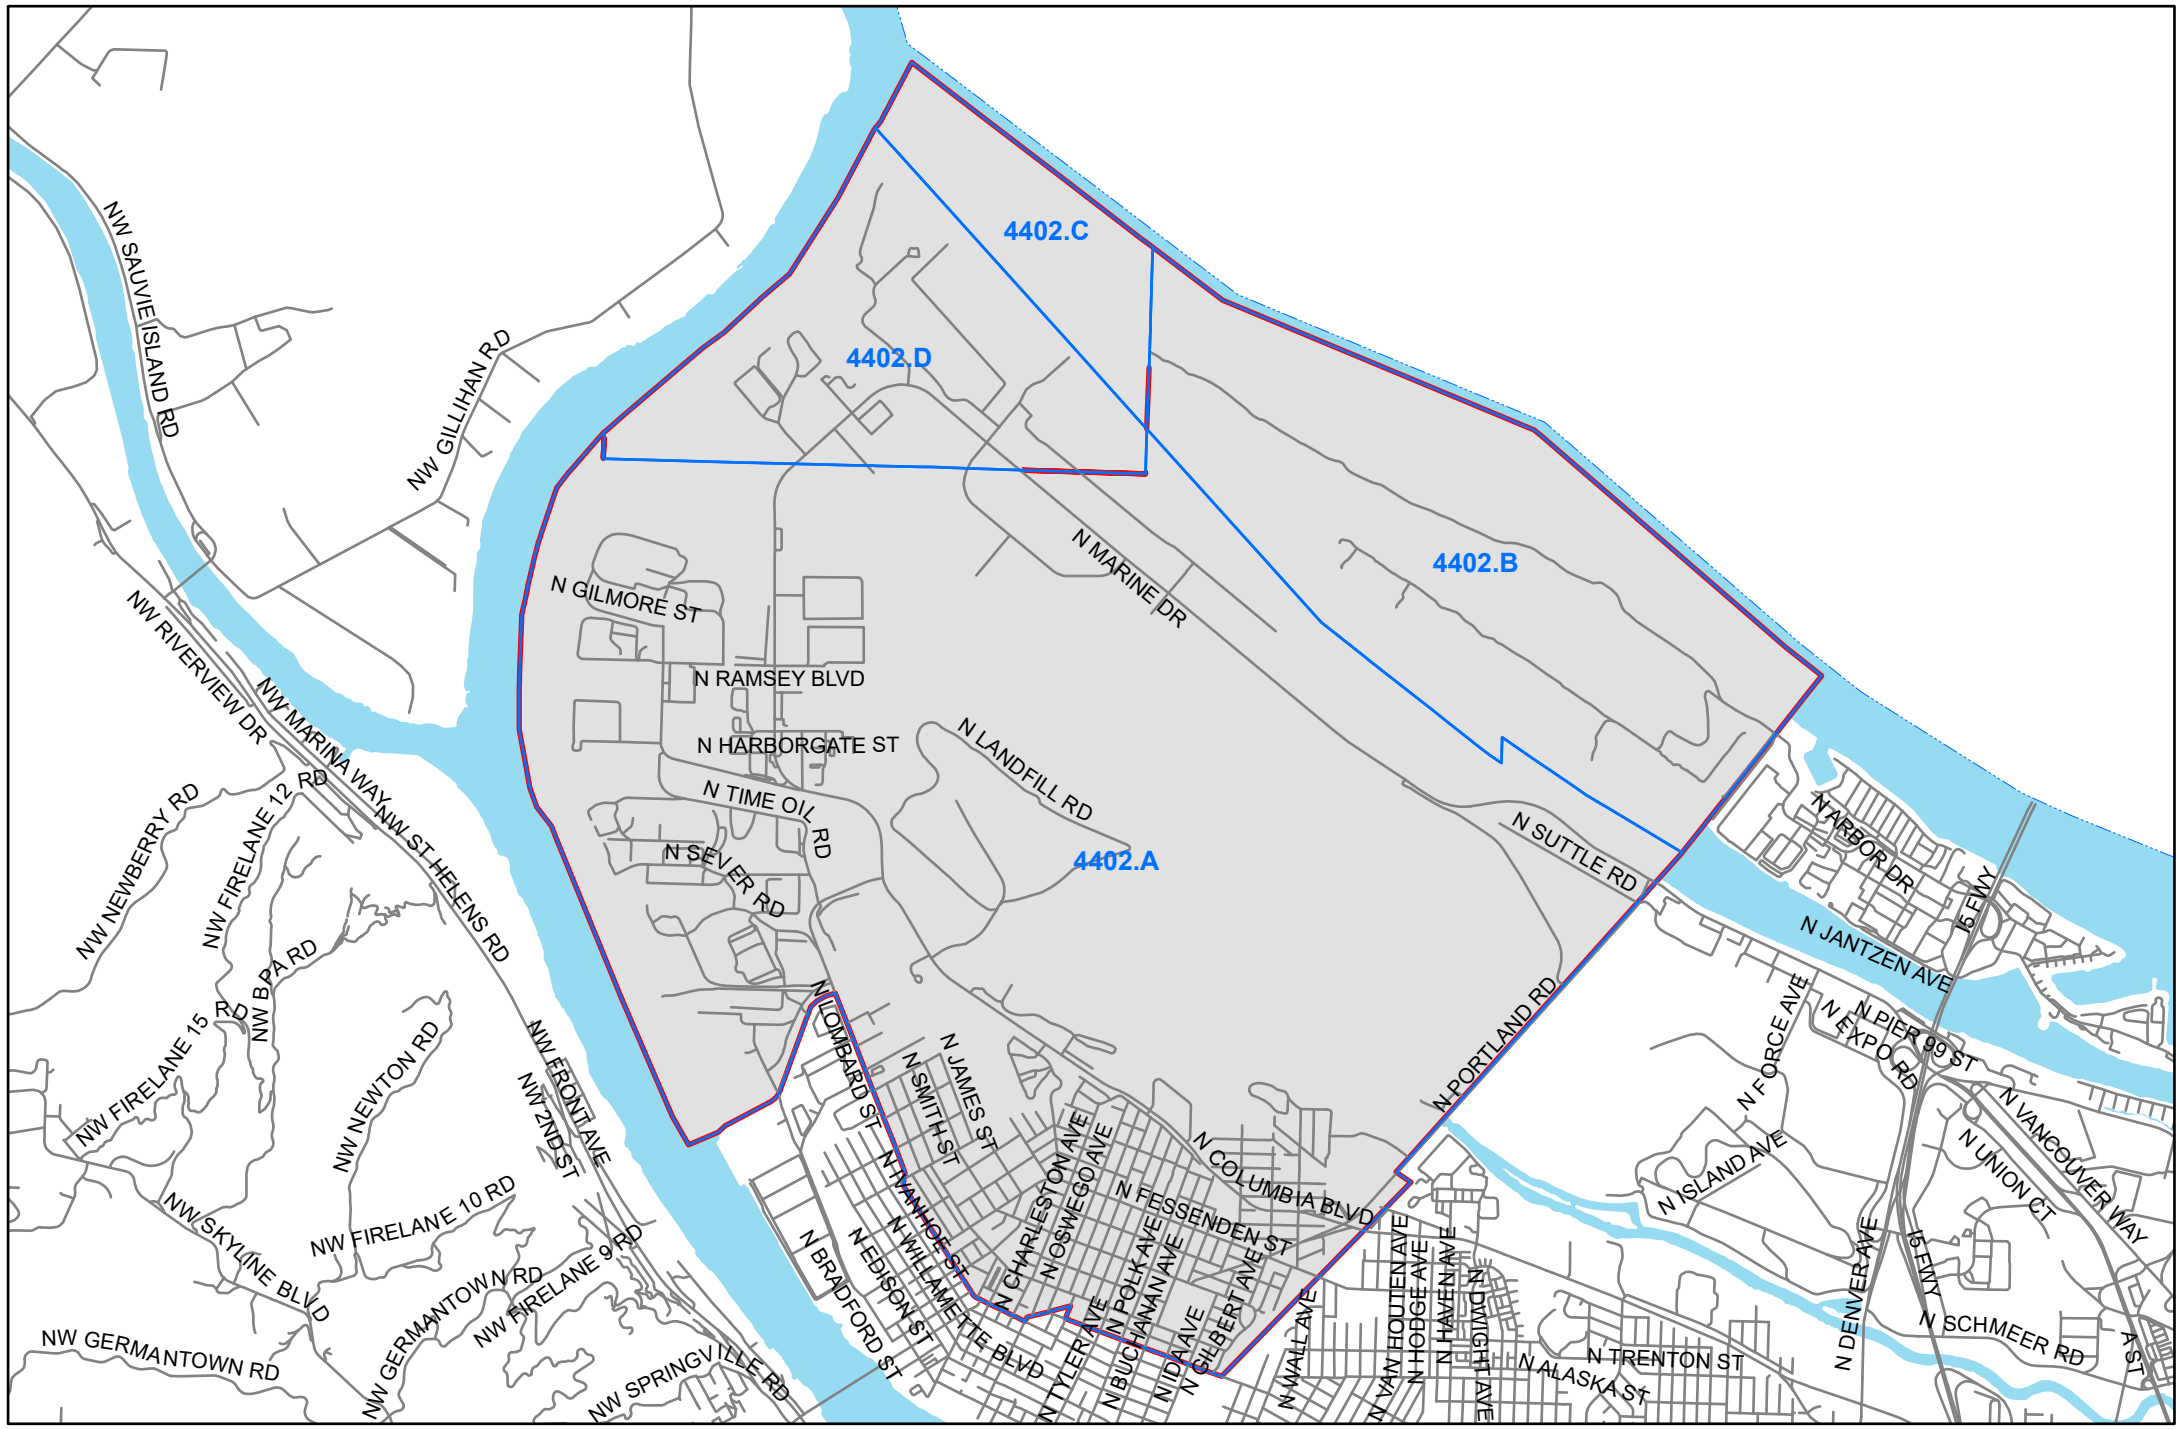 4402.C
NW SAUVIE ISLAND RD
4402.D
NW GILLIHAN RD
4402.B
N MARINE DR
N GILMORE ST
NW RIVERVIEW DR
N RAMSEY BLVD
NW MARINA WAY
N HARBORGATE ST
N LANDFILL RD
NW NEWBERRY RD
NW FIRELANE 12 RD
N TIME OIL RD
NW ST HELENS RD
N SUTTLE RD
N ARBOR DR
4402.A
N SEVER RD
I5 FWY
NW BPA RD
N JANTZEN AVE
NW FIRELANE 15 RD
N LOMBARD ST
N PORTLAND RD
N FORCE AVE
N EXPO RD
N PIER 99 ST
NW NEWTON RD
NW FRONT AVE
NW 2ND ST
N SMITH ST
N JAMES ST
N VANCOUVER WAY
N UNION CT
N ISLAND AVE
N CHARLESTON AVE
N OSWEGO AVE
N COLUMBIA BLVD
N FESSENDEN ST
N IVANHOE ST
NW SKYLINE BLVD
NW FIRELANE 10 RD
NW FIRELANE 9 RD
NW GERMANTOWN RD
N BRADFORD ST
N EDISON ST
N WILLAMETTE BLVD
N POLK AVE
N BUCHANAN AVE
N TYLER AVE
N IDA AVE
N GILBERT AVE
N WALL AVE
N VAN HOUTEN AVE
N HODGE AVE
N HAVEN AVE
N DWIGHT AVE
N DENVER AVE
I5 FWY
N SCHMEER RD
A ST
N TRENTON ST
N ALASKA ST
NW GERMANTOWN RD
NW SPRINGVILLE RD